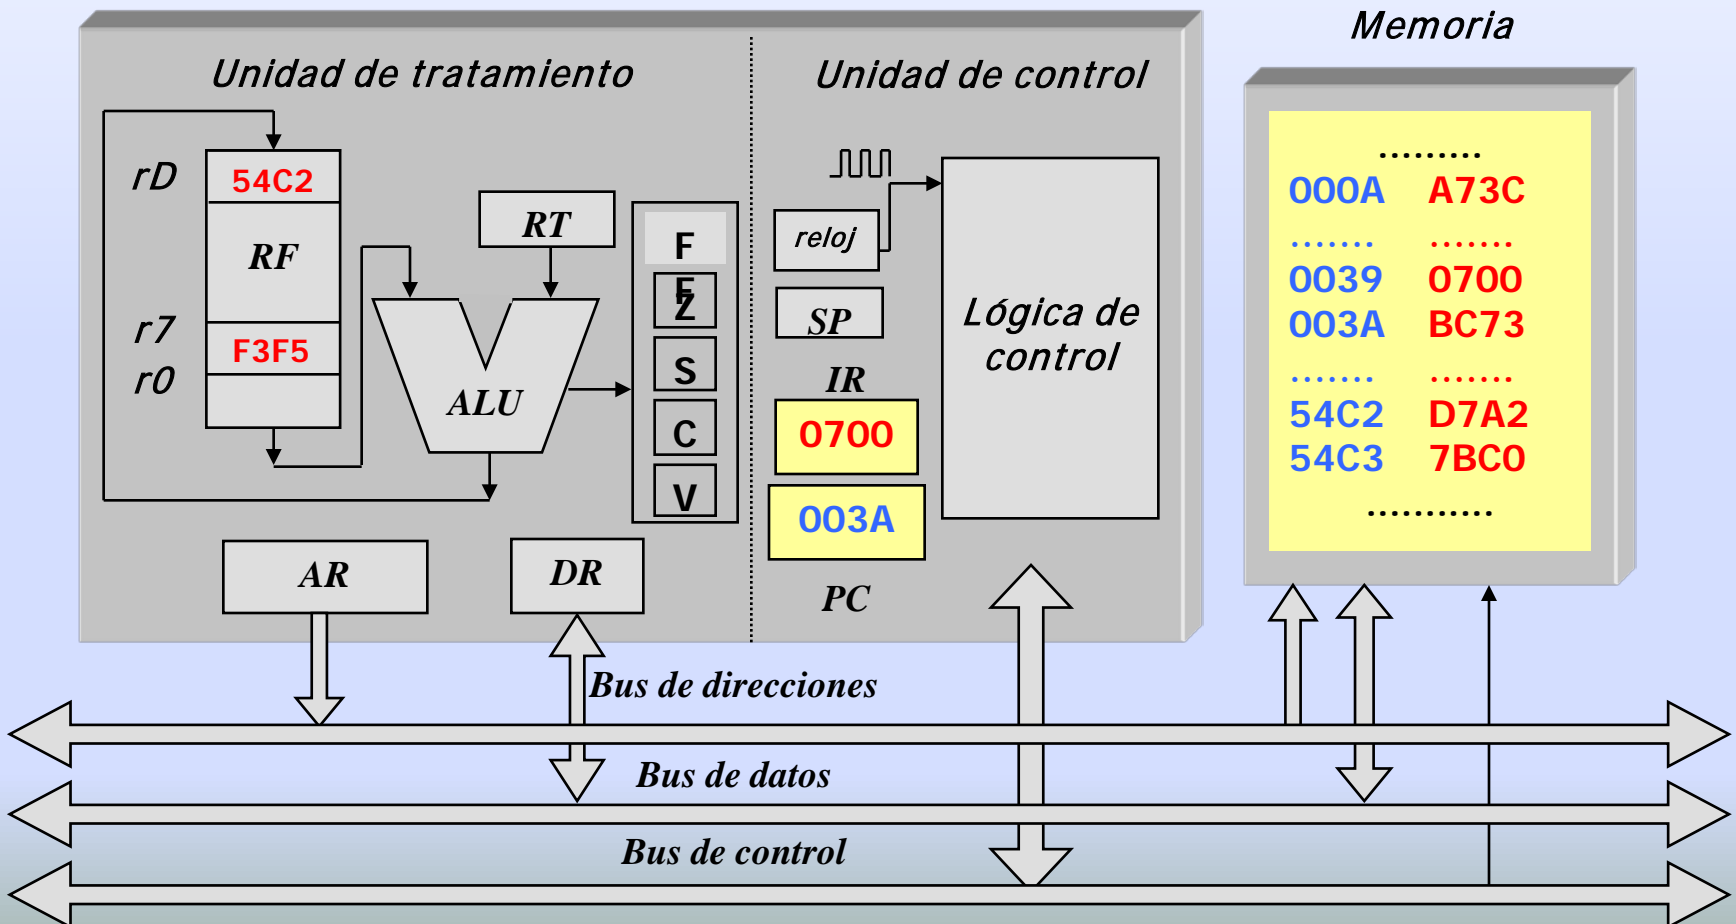 Memoria
Unidad de tratamiento
Unidad de control
rD
54C2
RF
r7
F3F5
r0
RT
ALU
F
F
Z
S
C
V
AR
DR
reloj
SP
IR
0700
003A
PC
Lógica de
control
.........
000A A73C
....... .......
0039 0700
003A BC73
....... .......
54C2 D7A2
54C3 7BC0
...........
Bus de direcciones
Bus de datos
Bus de control